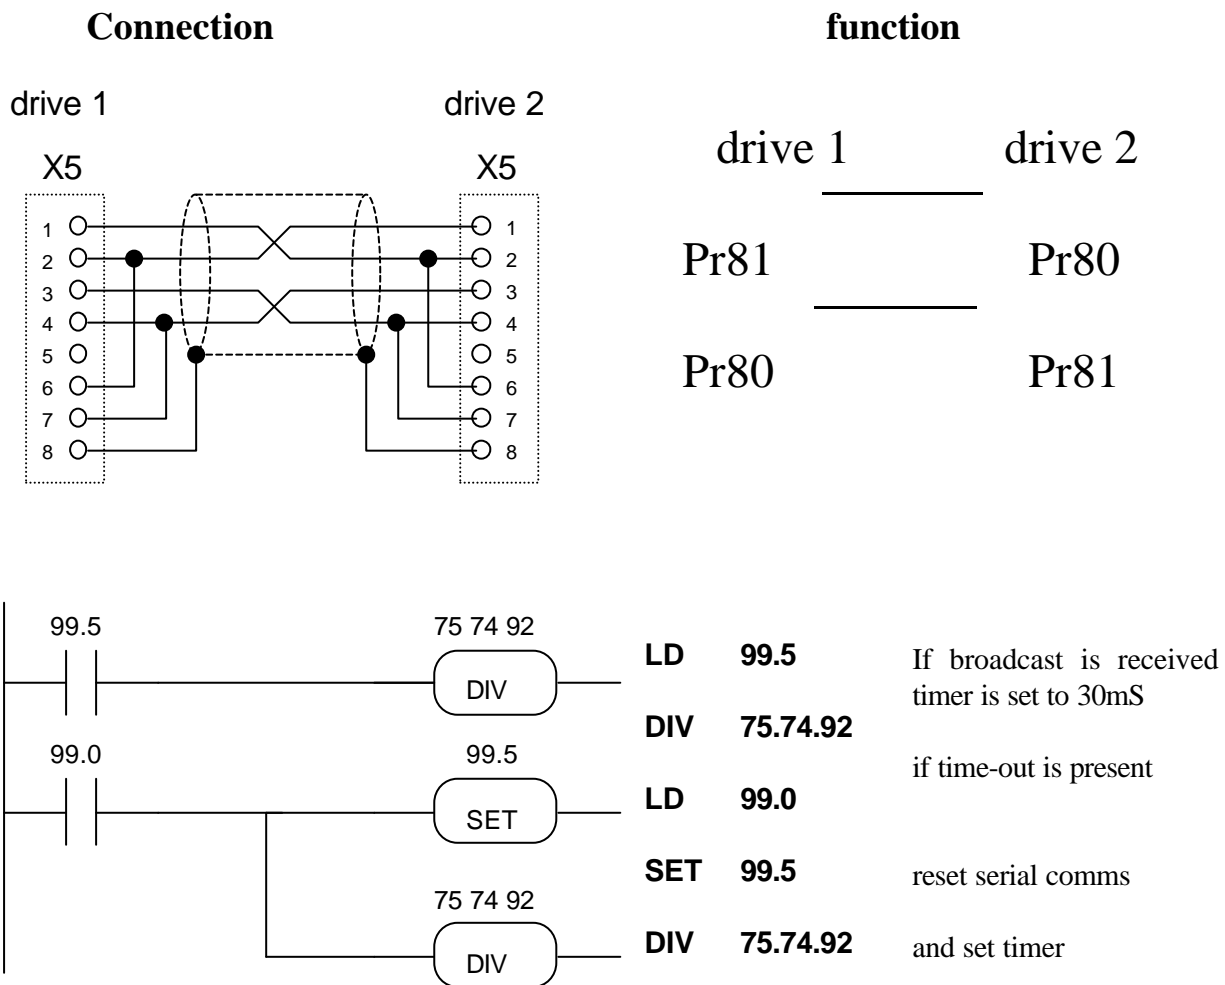 Connection
function
drive 1
drive 2
X5
X5
1
2
3
4
5
6
7
8
1
2
3
4
5
6
7
8
drive 1 drive 2
Pr81 Pr80
Pr80 Pr81
99.5
75 74 92
DIV
99.0
99.5
SET
75 74 92
DIV
LD 99.5
If broadcast is received
timer is set to 30mS
DIV 75.74.92
if time-out is present
LD 99.0
SET 99.5
reset serial comms
DIV 75.74.92
and set timer